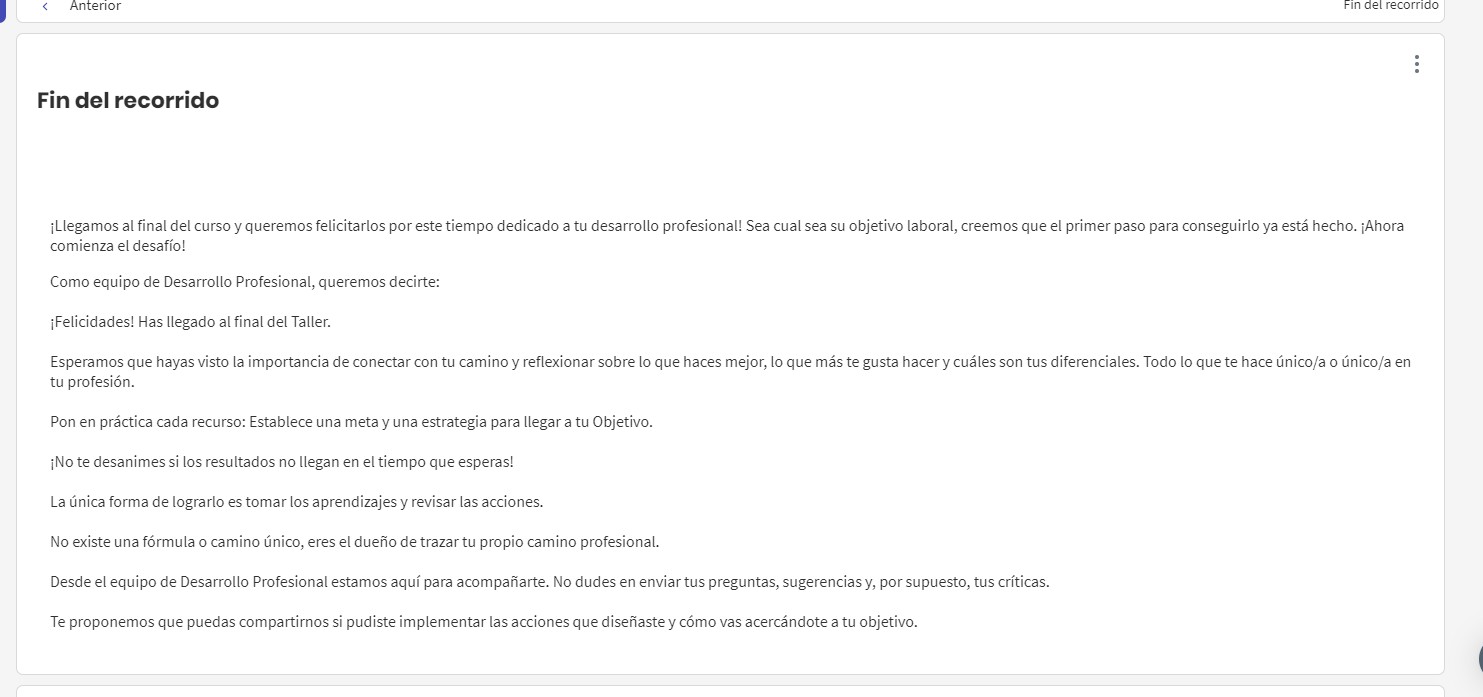 Anterior
Fin del recorrido
Fin del recorrido
¡Llegamos al final del curso y queremos felicitarlos por este tiempo dedicado a tu desarrollo profesional! Sea cual sea su objetivo laboral, creemos que el primer paso para conseguirlo ya está hecho. ¡Ahora
comienza el desafío!
Como equipo de Desarrollo Profesional, queremos decirte:
¡Felicidades! Has llegado al final del Taller.
Esperamos que hayas visto la importancia de conectar con tu camino y reflexionar sobre lo que haces mejor, lo que más te gusta hacer y cuáles son tus diferenciales. Todo lo que te hace único/a o único/a en
tu profesión.
Pon en práctica cada recurso: Establece una meta y una estrategia para llegar a tu Objetivo.
¡No te desanimes si los resultados no llegan en el tiempo que esperas!
La única forma de lograrlo es tomar los aprendizajes y revisar las acciones.
No existe una fórmula o camino único, eres el dueño de trazar tu propio camino profesional.
Desde el equipo de Desarrollo Profesional estamos aquí para acompañarte. No dudes en enviar tus preguntas, sugerencias y, por supuesto, tus críticas.
Te proponemos que puedas compartirnos si pudiste implementar las acciones que diseñaste y cómo vas acercándote a tu objetivo.